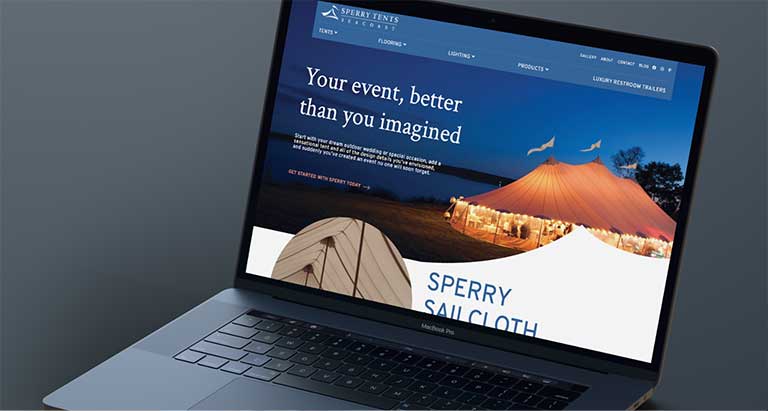 SPERRY TENTS
SEACOAST
GALLERY ABOUT CONTACT BLOG
TENTS FLOORING LIGHTING PRODUCTS LUXURY RESTROOM TRAILERS
Your event, better
than you imagined
Start with your dream outdoor wedding or special occasion, add a
sensational tent and all of the design details you've envisioned,
and suddenly you've created an event no one will soon forget.
GET STARTED WITH SPERRY TODAY
SPERRY
SAILCLOTH
MacBook Pro